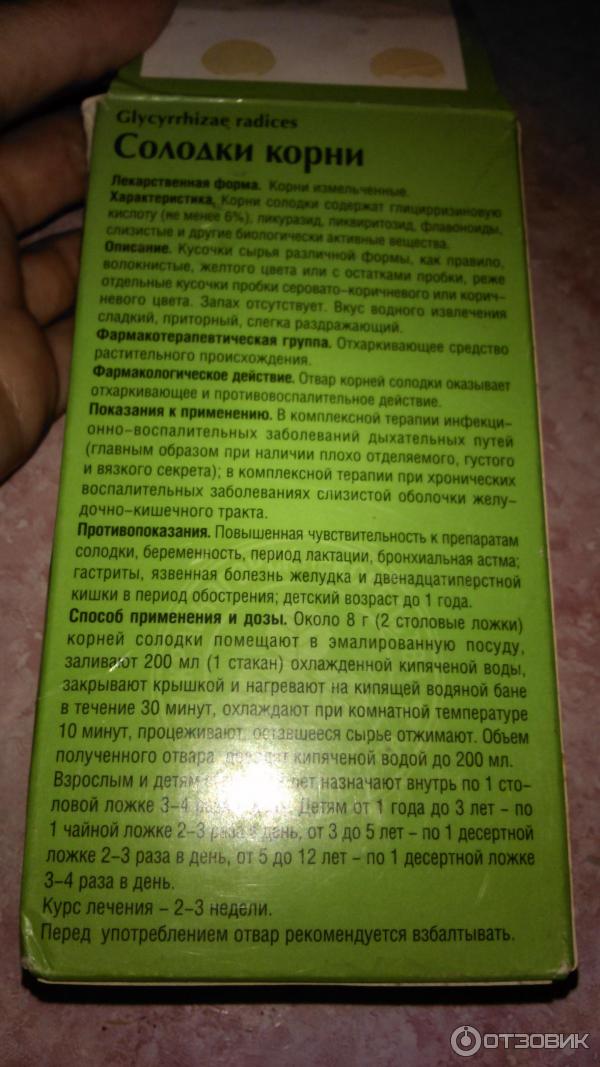 Glycyrrhizae radices
Солодки корни
Лекарственная форма. Корни измельченные.
Характеристика. Корни солодки содержат глицирризиновую
кислоту (не менее 6%), ликуразид, ликвиритозид, флавоноиды,
слизистые и другие биологически активные вещества.
Описание. Кусочки сырья различной формы, как правило,
волокнистые, желтого цвета или с остатками пробки, реже
отдельные кусочки пробки серовато-коричневого или корич-
невого цвета. Запах отсутствует. Вкус водного извлечения
сладкий, приторный, слегка раздражающий.
Фармакотерапевтическая группа. Отхаркивающее средство
растительного происхождения.
Фармакологическое действие. Отвар корней солодки оказывает
отхаркивающее и противовоспалительное действие.
Показания к применению. В комплексной терапии инфекци-
онно-воспалительных заболеваний дыхательных путей
(главным образом при наличии плохо отделяемого, густого
и вязкого секрета); в комплексной терапии при хронических
воспалительных заболеваниях слизистой оболочки желу-
дочно-кишечного тракта.
Противопоказания. Повышенная чувствительность к препаратам
солодки, беременность, период лактации, бронхиальная астма;
гастриты, язвенная болезнь желудка и двенадцатиперстной
кишки в период обострения; детский возраст до 1 года.
Способ применения и дозы. Около 8 г (2 столовые ложки)
корней солодки помещают в эмалированную посуду,
заливают 200 мл (1 стакан) охлажденной кипяченой воды,
закрывают крышкой и нагревают на кипящей водяной бане
в течение 30 минут, охлаждают при комнатной температуре
10 минут, процеживают, оставшееся сырье отжимают. Объем
полученного отвара доводят кипяченой водой до 200 мл.
Взрослым и детям лет назначают внутрь по 1 сто-
ловой ложке 3-4 раза в день. Детям от 1 года до 3 лет - по
1 чайной ложке 2-3 раза в день, от 3 до 5 лет - по 1 десертной
ложке 2-3 раза в день, от 5 до 12 лет - по 1 десертной ложке
3-4 раза в день.
Курс лечения - 2-3 недели.
Перед употреблением отвар рекомендуется взбалтывать.
ОТЗОВИК